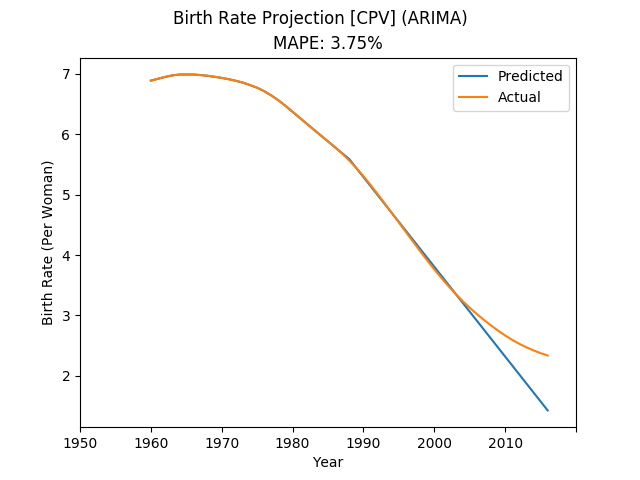 Birth Rate Projection [CPV] (ARIMA)
MAPE: 3.75%
Predicted
Actual
7
6
5
4
3
2
Birth Rate (Per Woman)
1950 1960 1970 1980 1990 2000 2010
Year